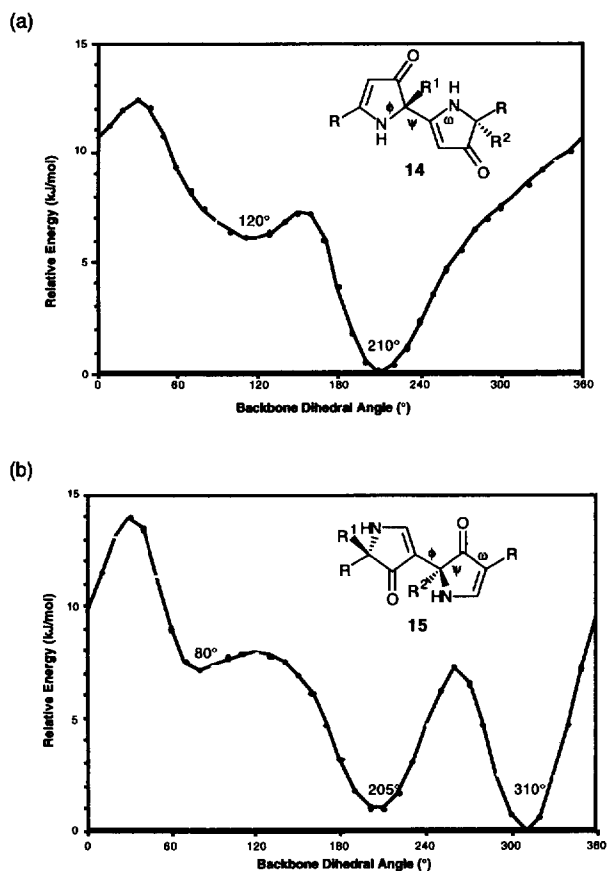 (a)
15
10
5
0
Relative Energy (kJ/mol)
0 60 120 180 240 300 360
Backbone Dihedral Angle (°)
120°
210°
O
R¹
H
N
R
ϕ
ω
R
N
H
ψ
R²
O
14
(b)
15
10
5
0
Relative Energy (kJ/mol)
0 60 120 180 240 300 360
Backbone Dihedral Angle (°)
80°
205°
310°
R¹
HN
O
R
ϕ
ω
R
ψ
O
R²
HN
15